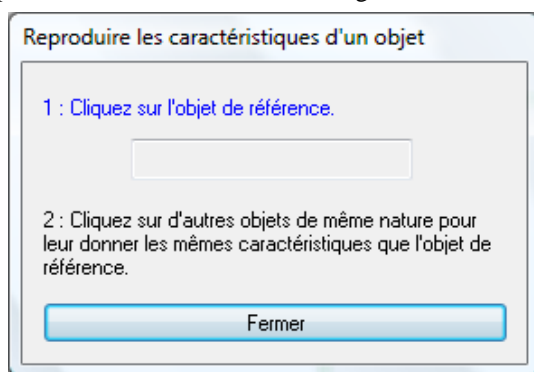 Reproduire les caractéristiques d'un objet
1 : Cliquez sur l'objet de référence.
2 : Cliquez sur d'autres objets de même nature pour
leur donner les mêmes caractéristiques que l'objet de
référence.
Fermer